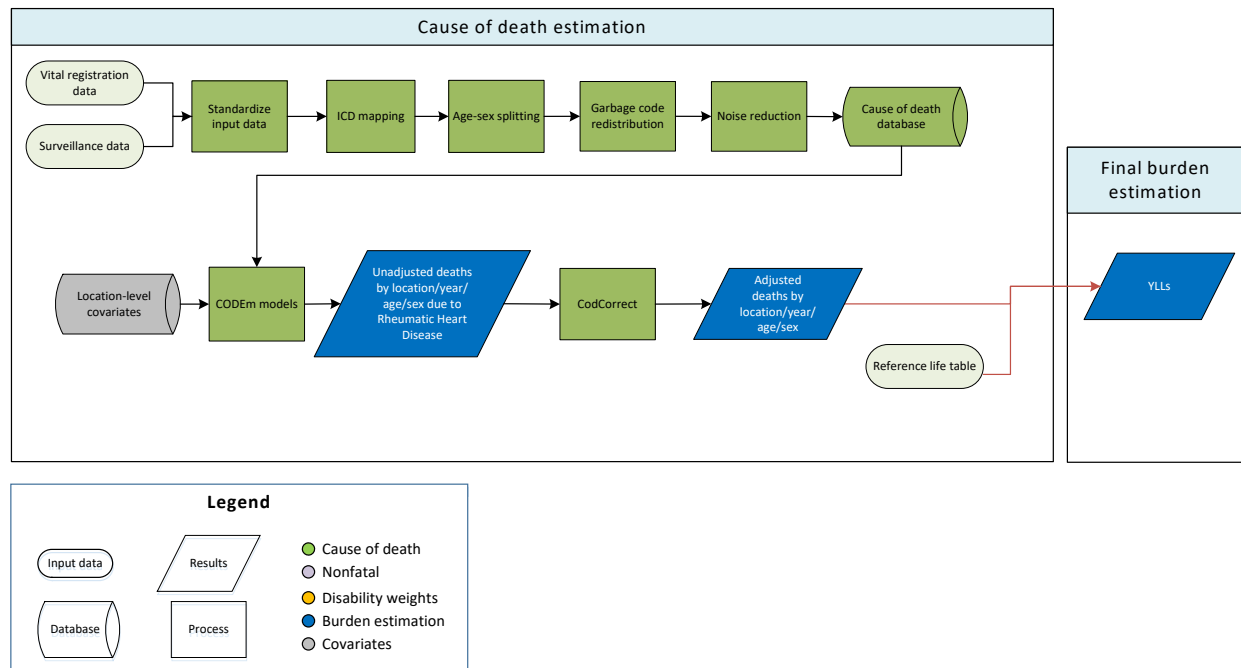 Cause of death estimation
Vital registration
data
Surveillance data
Standardize
input data
ICD mapping
Age-sex splitting
Garbage code
redistribution
Noise reduction
Cause of death
database
Final burden
estimation
Location-level
covariates
CODEm models
Unadjusted deaths
by location/year/
age/sex due to
Rheumatic Heart
Disease
CodCorrect
Adjusted
deaths by
location/year/
age/sex
Reference life table
YLLs
Legend
Input data
Results
Database
Process
Cause of death
Nonfatal
Disability weights
Burden estimation
Covariates